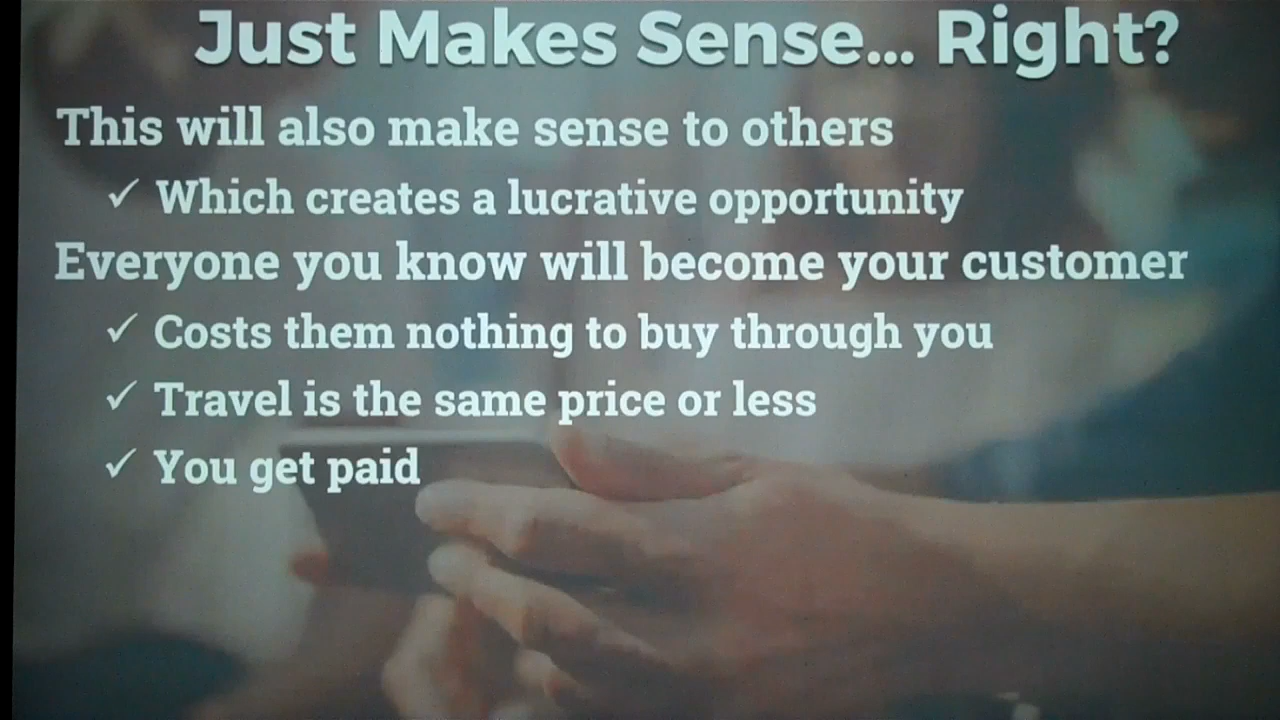 Just Makes Sense... Right?
This will also make sense to others
✓ Which creates a lucrative opportunity
Everyone you know will become your customer
✓ Costs them nothing to buy through you
✓ Travel is the same price or less
✓ You get paid